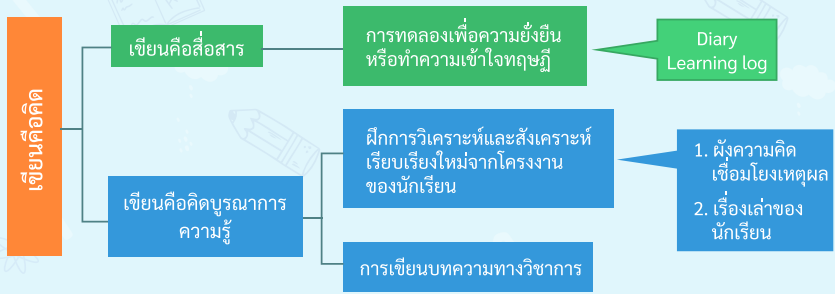 เขียนคือคิด
เขียนคือสื่อสาร
การทดลองเพื่อความยั่งยืน
หรือทำความเข้าใจทฤษฏี
Diary
Learning log
เขียนคือคิดบูรณาการ
ความรู้
ฝึกการวิเคราะห์และสังเคราะห์
เรียบเรียงใหม่จากโครงงาน
ของนักเรียน
1. ผังความคิด
เชื่อมโยงเหตุผล
2. เรื่องเล่าของ
นักเรียน
การเขียนบทความทางวิชาการ